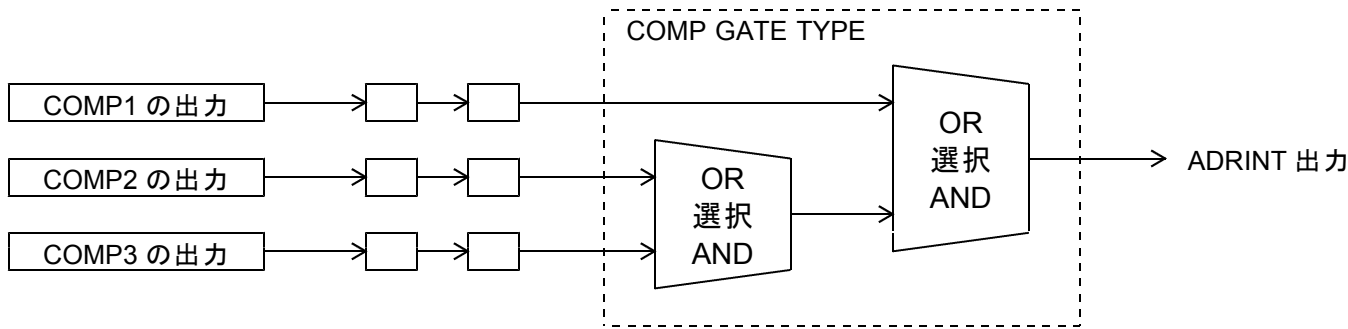 COMP GATE TYPE
COMP1 の出力
COMP2 の出力
COMP3 の出力
OR
選択
AND
OR
選択
AND
ADRINT 出力